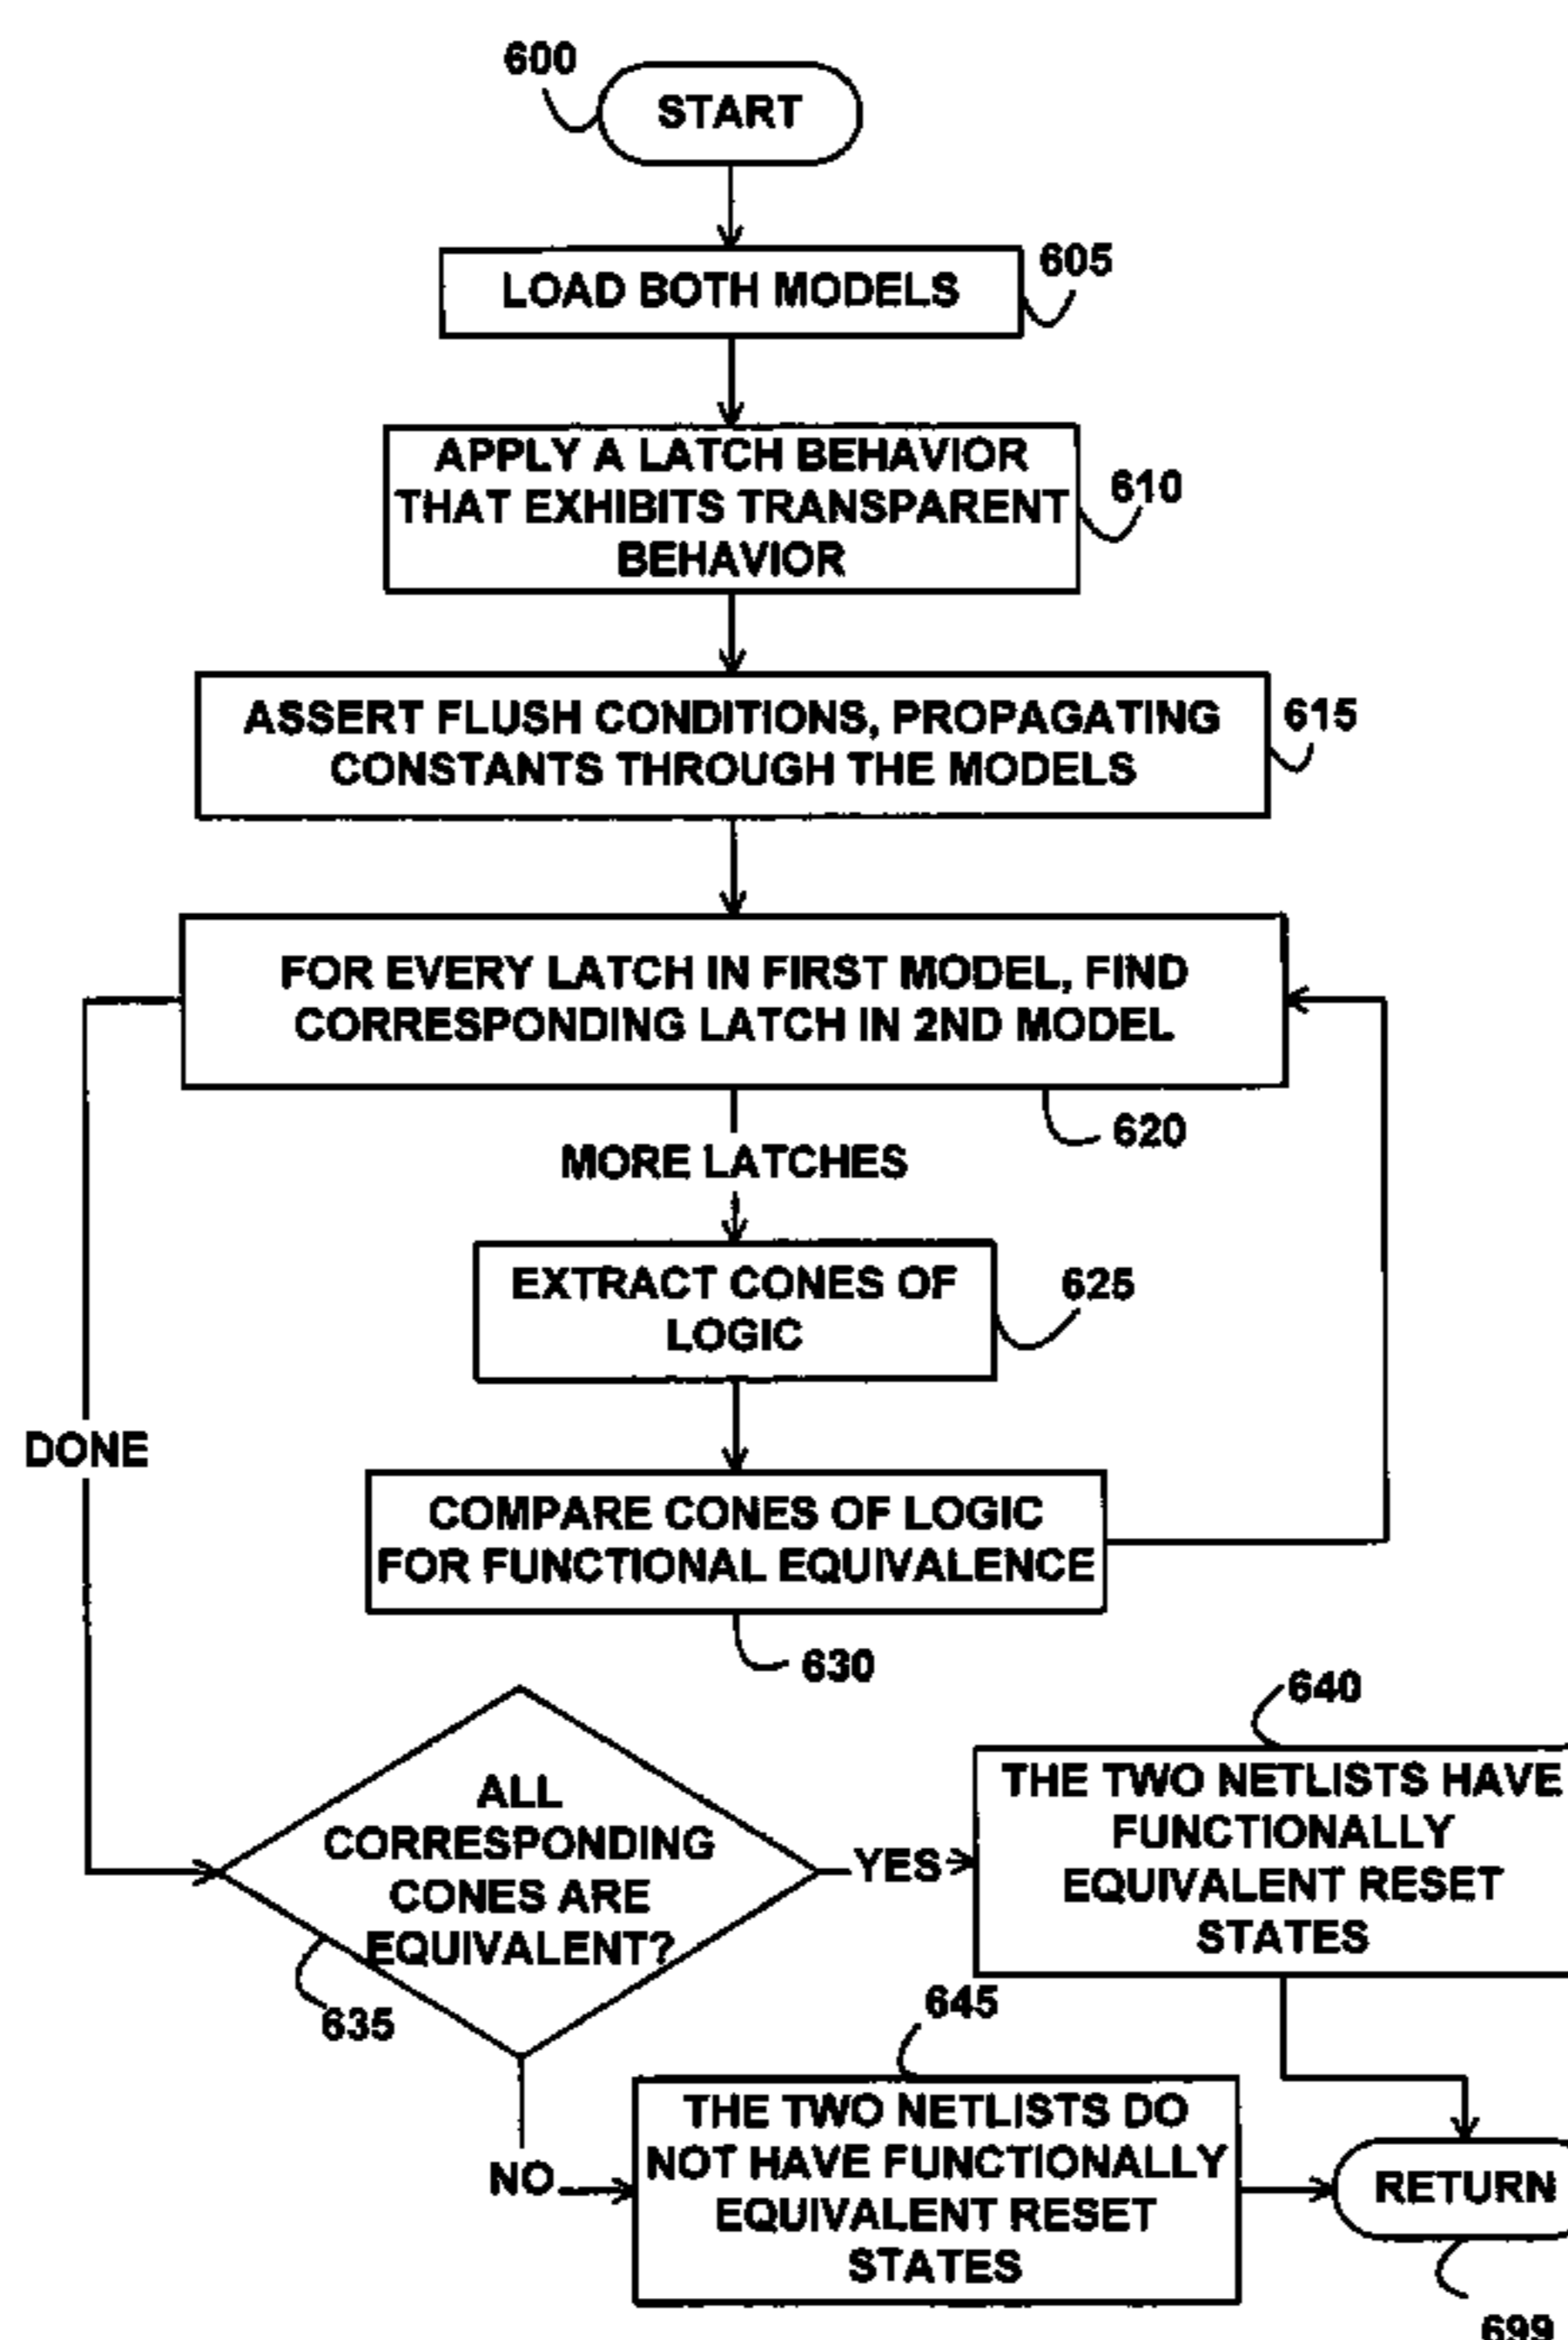 600
START
LOAD BOTH MODELS
605
APPLY A LATCH BEHAVIOR
THAT EXHIBITS TRANSPARENT
BEHAVIOR
610
ASSERT FLUSH CONDITIONS, PROPAGATING
CONSTANTS THROUGH THE MODELS
615
FOR EVERY LATCH IN FIRST MODEL, FIND
CORRESPONDING LATCH IN 2ND MODEL
620
MORE LATCHES
EXTRACT CONES OF
LOGIC
625
DONE
COMPARE CONES OF LOGIC
FOR FUNCTIONAL EQUIVALENCE
630
ALL
CORRESPONDING
CONES ARE
EQUIVALENT?
635
YES
640
THE TWO NETLISTS HAVE
FUNCTIONALLY
EQUIVALENT RESET
STATES
NO
645
THE TWO NETLISTS DO
NOT HAVE FUNCTIONALLY
EQUIVALENT RESET
STATES
RETURN
699